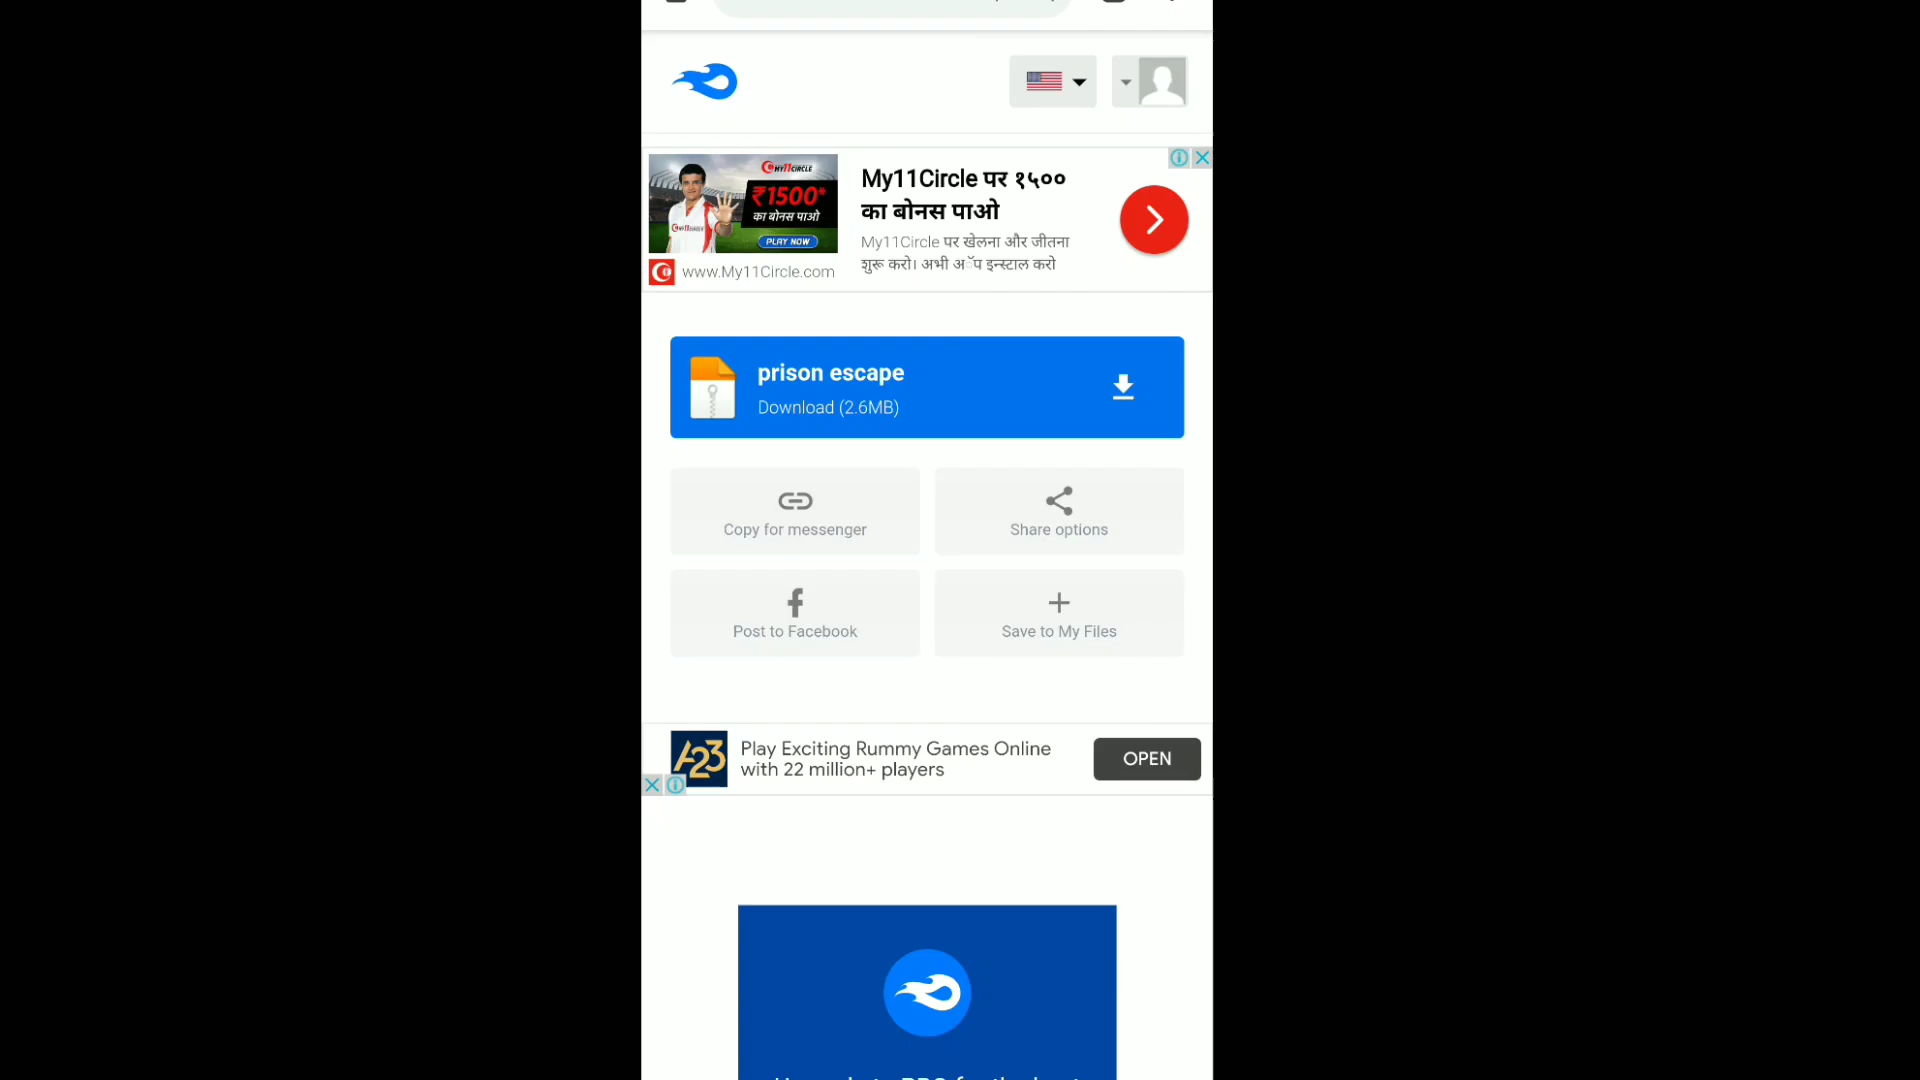 MY11CIRCLE
₹1500*
का बोनस पाओ
PLAY NOW
MY11CIRCLE
www.My11Circle.com
My11Circle पर १५००
का बोनस पाओ
My11Circle पर खेलना और जीतना
शुरू करो। अभी अॅप इन्स्टाल करो
prison escape
Download (2.6MB)
Copy for messenger
Share options
Post to Facebook
Save to My Files
A23
Play Exciting Rummy Games Online
with 22 million+ players
OPEN